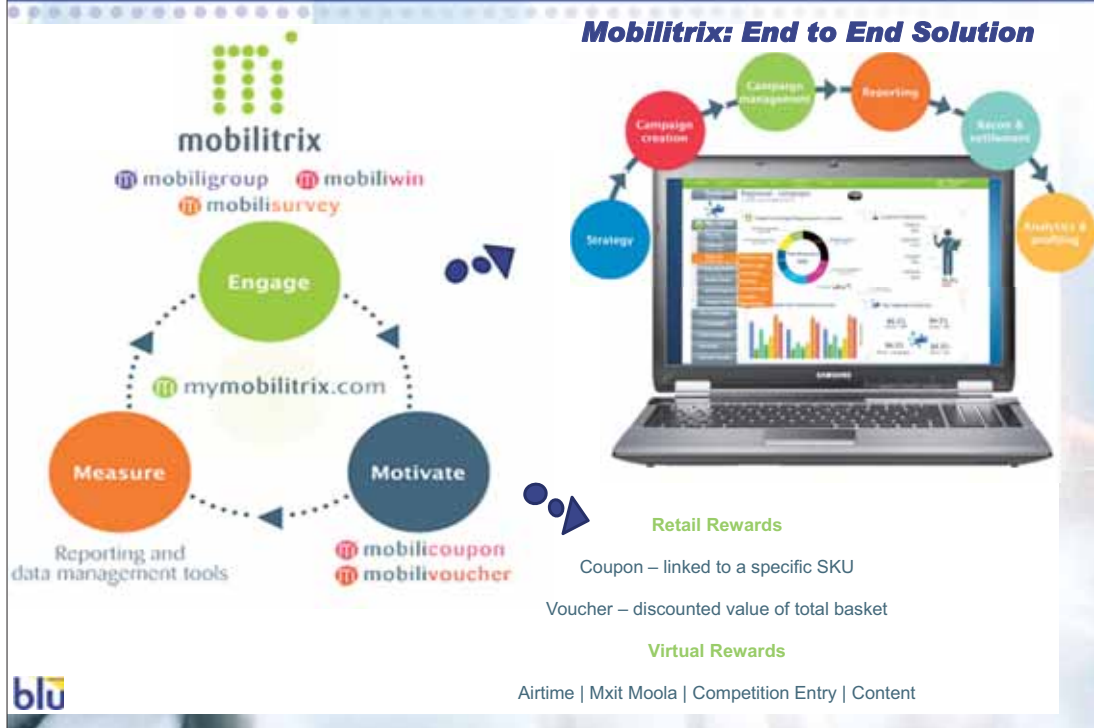 Mobilitrix: End to End Solution
mobilitrix
mobiligroup mobiliwin
mobilisurvey
Engage
mymobilitrix.com
Measure
Motivate
Reporting and
data management tools
mobilicoupon
mobilivoucher
Strategy
Campaign
creation
Campaign
management
Reporting
Recon &
settlement
Analytics &
profiling
SAMSUNG
Retail Rewards
Coupon – linked to a specific SKU
Voucher – discounted value of total basket
Virtual Rewards
Airtime | Mxit Moola | Competition Entry | Content
blu